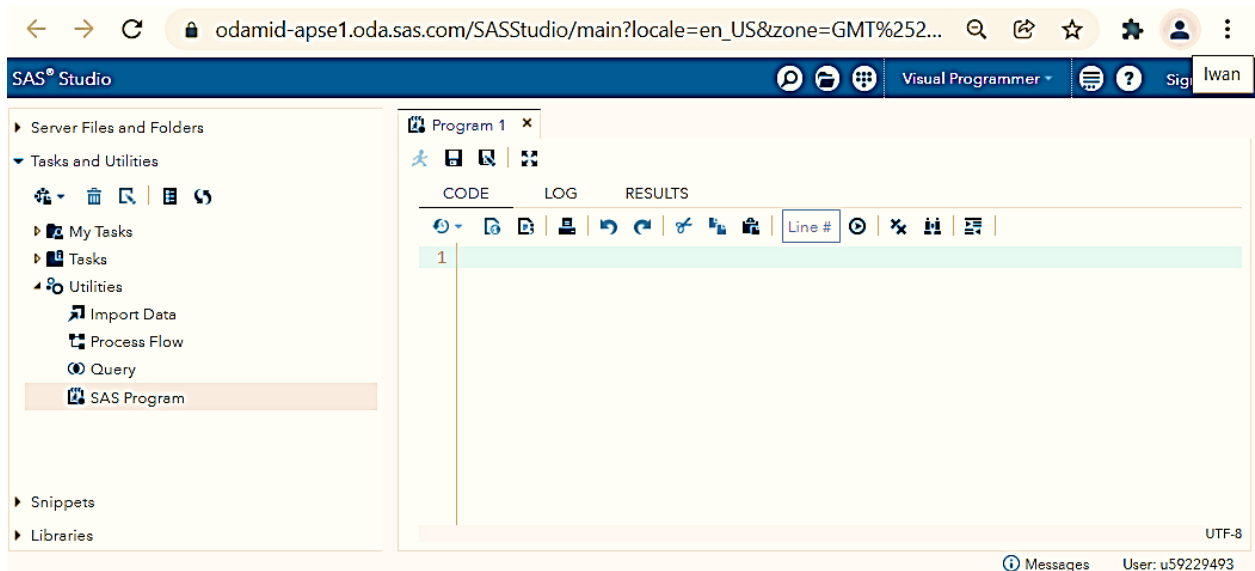 odamid-apse1.oda.sas.com/SASStudio/main?locale=en_US&zone=GMT%252...
SAS® Studio
Visual Programmer
Sig
Iwan
Server Files and Folders
Tasks and Utilities
My Tasks
Tasks
Utilities
Import Data
Process Flow
Query
SAS Program
Snippets
Libraries
Program 1
CODE LOG RESULTS
Line #
1
UTF-8
Messages User: u59229493